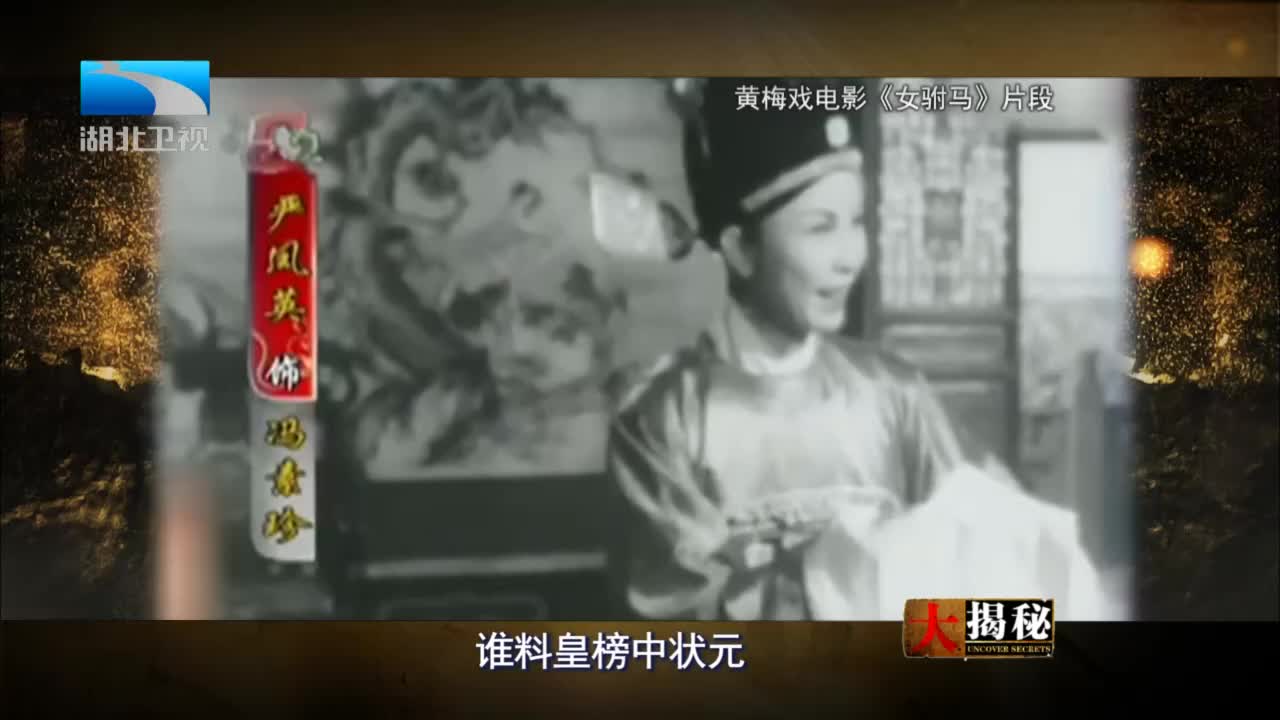 湖北卫视
黄梅戏电影《女驸马》片段
严凤英 饰 冯素珍
大揭秘
UNCOVER SECRETS
谁料皇榜中状元